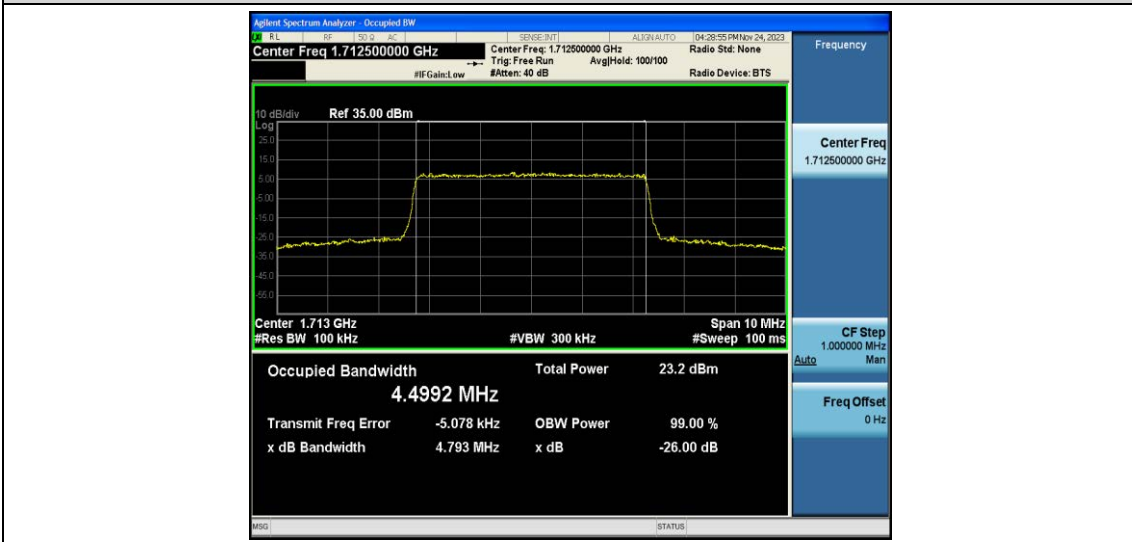 Agilent Spectrum Analyzer - Occupied BW
RL RF 50 Ω AC SENSE:INT ALIGN AUTO 04:28:55 PM Nov 24, 2023
Center Freq 1.712500000 GHz
Center Freq: 1.712500000 GHz Radio Std: None
Trig: Free Run Avg|Hold: 100/100
#IFGain:Low #Atten: 40 dB Radio Device: BTS
Frequency
10 dB/div Ref 35.00 dBm
Log
25.0
15.0
5.00
-5.00
-15.0
-25.0
-35.0
-45.0
-55.0
Center 1.713 GHz Span 10 MHz
#Res BW 100 kHz #VBW 300 kHz #Sweep 100 ms
Occupied Bandwidth Total Power 23.2 dBm
4.4992 MHz
Transmit Freq Error -5.078 kHz OBW Power 99.00 %
x dB Bandwidth 4.793 MHz x dB -26.00 dB
Center Freq
1.712500000 GHz
CF Step
1.000000 MHz
Auto Man
Freq Offset
0 Hz
MSG STATUS